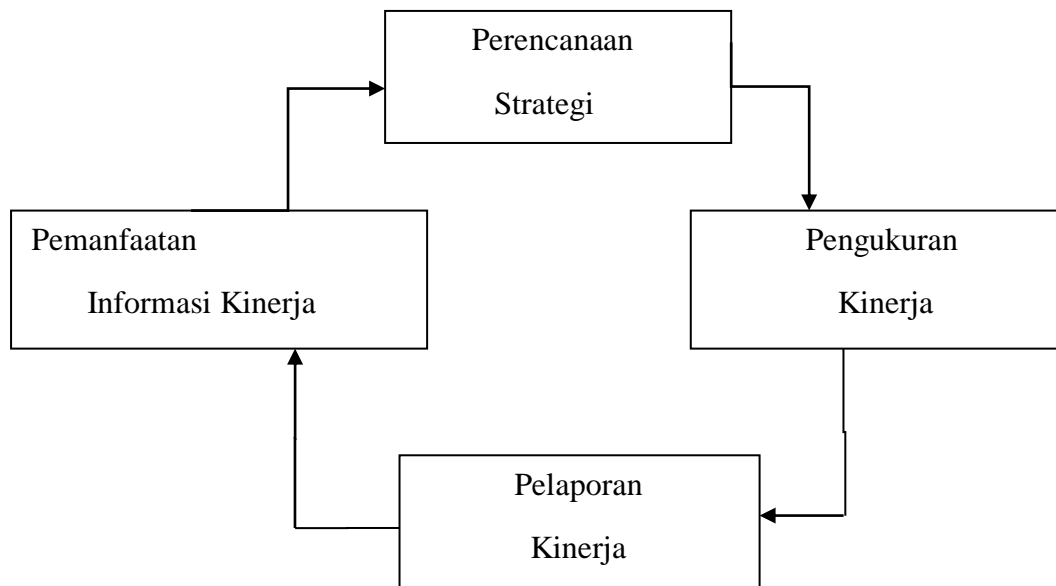 Perencanaan
Strategi
Pemanfaatan
Informasi Kinerja
Pengukuran
Kinerja
Pelaporan
Kinerja